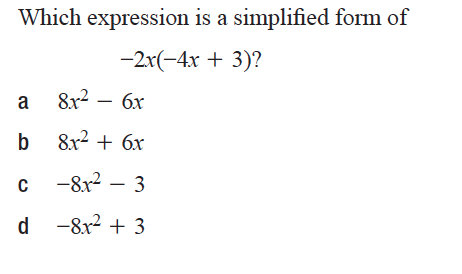 Which expression is a simplified form of
−2x(−4x + 3)?
a 8x² − 6x
b 8x² + 6x
c −8x² − 3
d −8x² + 3